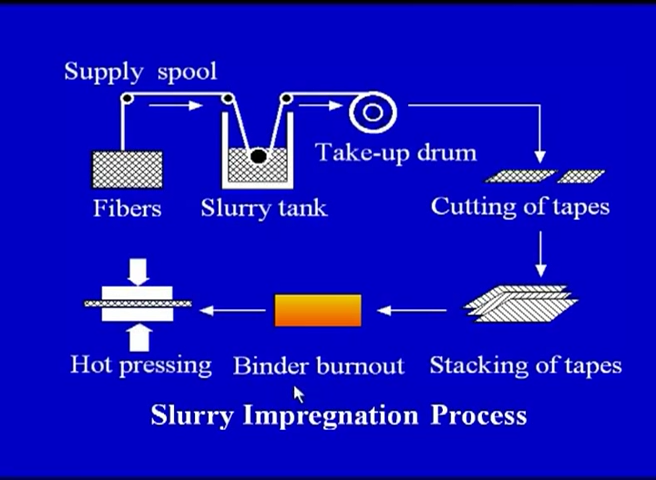 Supply spool
Take-up drum
Fibers
Slurry tank
Cutting of tapes
Hot pressing
Binder burnout
Stacking of tapes
Slurry Impregnation Process